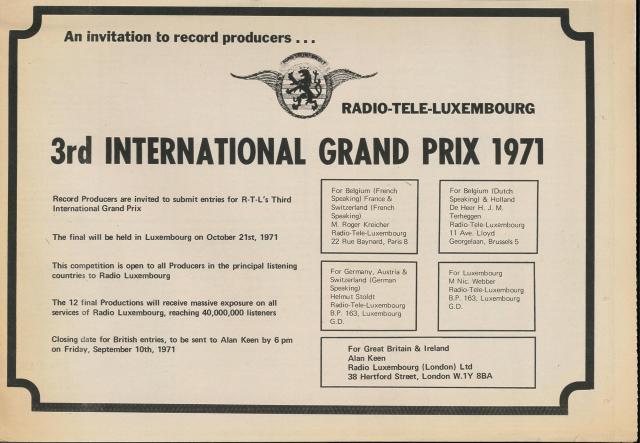 An invitation to record producers . . .
RADIO-TELE-LUXEMBOURG
3rd INTERNATIONAL GRAND PRIX 1971
Record Producers are invited to submit entries for R-T-L's Third
International Grand Prix
The final will be held in Luxembourg on October 21st, 1971
This competition is open to all Producers in the principal listening
countries to Radio Luxembourg
The 12 final Productions will receive massive exposure on all
services of Radio Luxembourg, reaching 40,000,000 listeners
Closing date for British entries, to be sent to Alan Keen by 6 pm
on Friday, September 10th, 1971
For Belgium (French
Speaking) France &
Switzerland (French
Speaking)
M. Roger Kreicher
Radio-Tele-Luxembourg
22 Rue Baynard, Paris 8
For Belgium (Dutch
Speaking) & Holland
De Heer H. J. M.
Terheggen
Radio-Tele-Luxembourg
11 Ave. Lloyd
Georgelaan, Brussels 5
For Germany, Austria &
Switzerland (German
Speaking)
Helmut Stoldt
Radio-Tele-Luxembourg
B.P. 163, Luxembourg
G.D.
For Luxembourg
M Nic. Webber
Radio-Tele-Luxembourg
B.P. 163, Luxembourg
G.D.
For Great Britain & Ireland
Alan Keen
Radio Luxembourg (London) Ltd
38 Hertford Street, London W.1Y 8BA